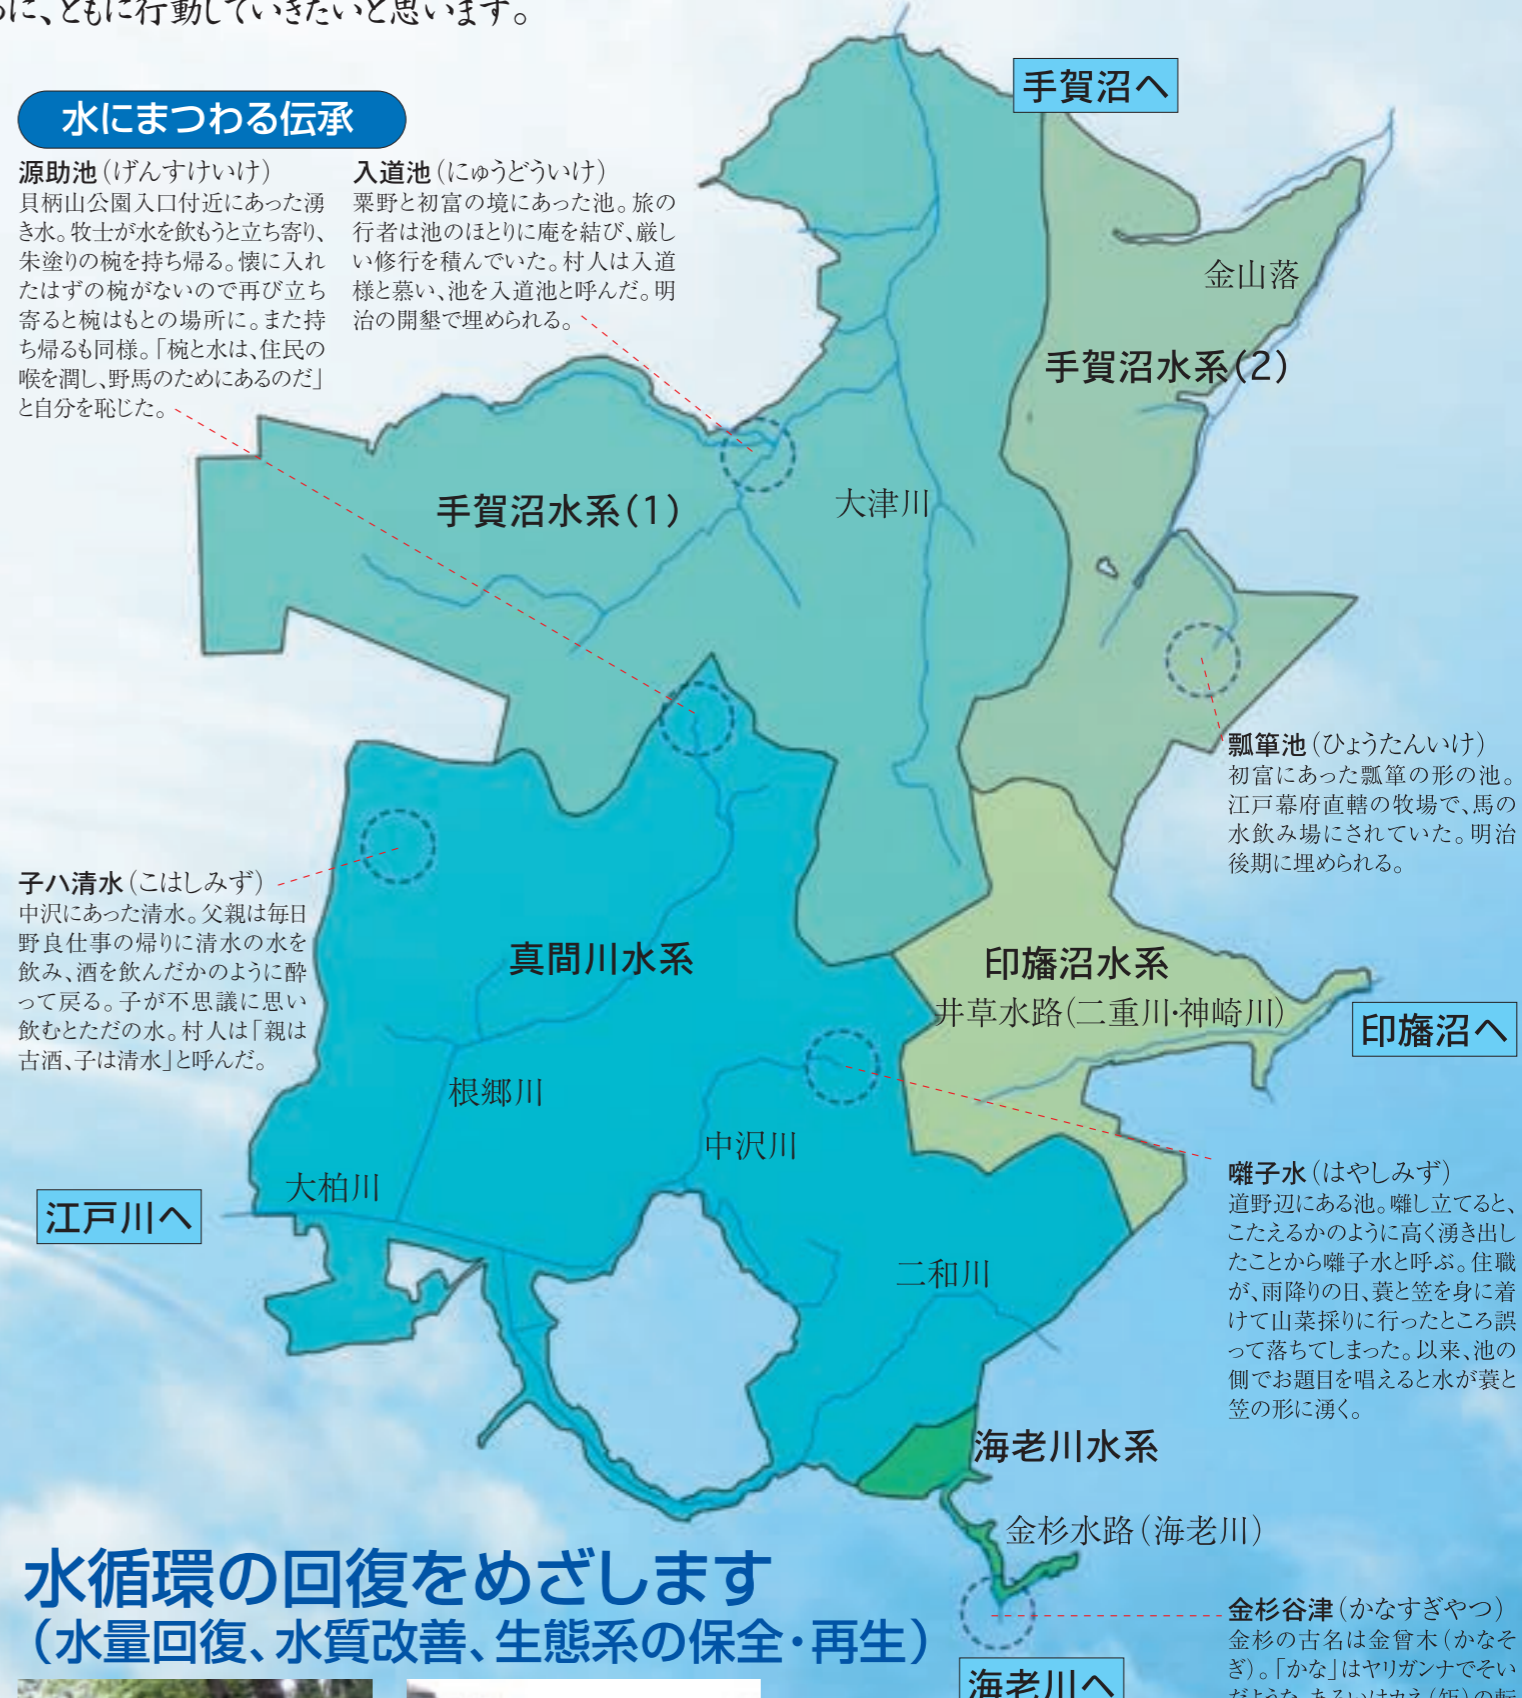 うに、ともに行動していきたいと思います。
水にまつわる伝承
源助池(げんすけいけ)
貝柄山公園入口付近にあった湧
き水。牧士が水を飲もうと立ち寄り、
朱塗りの椀を持ち帰る。懐に入れ
たはずの椀がないので再び立ち
寄ると椀はもとの場所に。また持
ち帰るも同様。「椀と水は、住民の
喉を潤し、野馬のためにあるのだ」
と自分を恥じた。
入道池(にゅうどういけ)
粟野と初富の境にあった池。旅の
行者は池のほとりに庵を結び、厳し
い修行を積んでいた。村人は入道
様と慕い、池を入道池と呼んだ。明
治の開墾で埋められる。
手賀沼へ
金山落
手賀沼水系(2)
手賀沼水系(1)
大津川
瓢箪池(ひょうたんいけ)
初富にあった瓢箪の形の池。
江戸幕府直轄の牧場で、馬の
水飲み場にされていた。明治
後期に埋められる。
子ハ清水(こはしみず)
中沢にあった清水。父親は毎日
野良仕事の帰りに清水の水を
飲み、酒を飲んだかのように酔
って戻る。子が不思議に思い
飲むとただの水。村人は「親は
古酒、子は清水」と呼んだ。
真間川水系
印旛沼水系
井草水路(二重川・神崎川)
印旛沼へ
根郷川
中沢川
大柏川
江戸川へ
二和川
囃子水(はやしみず)
道野辺にある池。囃し立てると、
こたえるかのように高く湧き出し
たことから囃子水と呼ぶ。住職
が、雨降りの日、蓑と笠を身に着
けて山菜採りに行ったところ誤
って落ちてしまった。以来、池の
側でお題目を唱えると水が蓑と
笠の形に湧く。
海老川水系
金杉水路(海老川)
水循環の回復をめざします
(水量回復、水質改善、生態系の保全・再生)
海老川へ
金杉谷津(かなすぎやつ)
金杉の古名は金曾木(かなそ
ぎ)。「かな」はヤリガンナでそい
だような、あるいはカネ(矩)の転